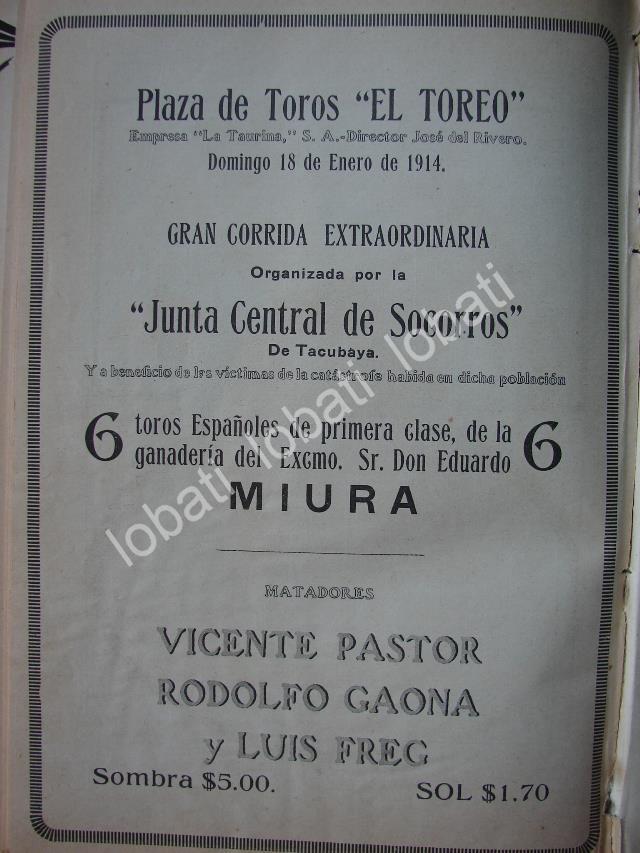 Plaza de Toros "EL TOREO"
Empresa "La Taurina," S. A.-Director José del Rivero.
Domingo 18 de Enero de 1914.
GRAN CORRIDA EXTRAORDINARIA
Organizada por la
"Junta Central de Socorros"
De Tacubaya.
Y a beneficio de las víctimas de la catástrofe habida en dicha población
6 toros Españoles de primera clase, de la 6
ganadería del Excmo. Sr. Don Eduardo
MIURA
MATADORES
VICENTE PASTOR
RODOLFO GAONA
y LUIS FREG
Sombra $5.00.
SOL $1.70
lobati lobati lobati